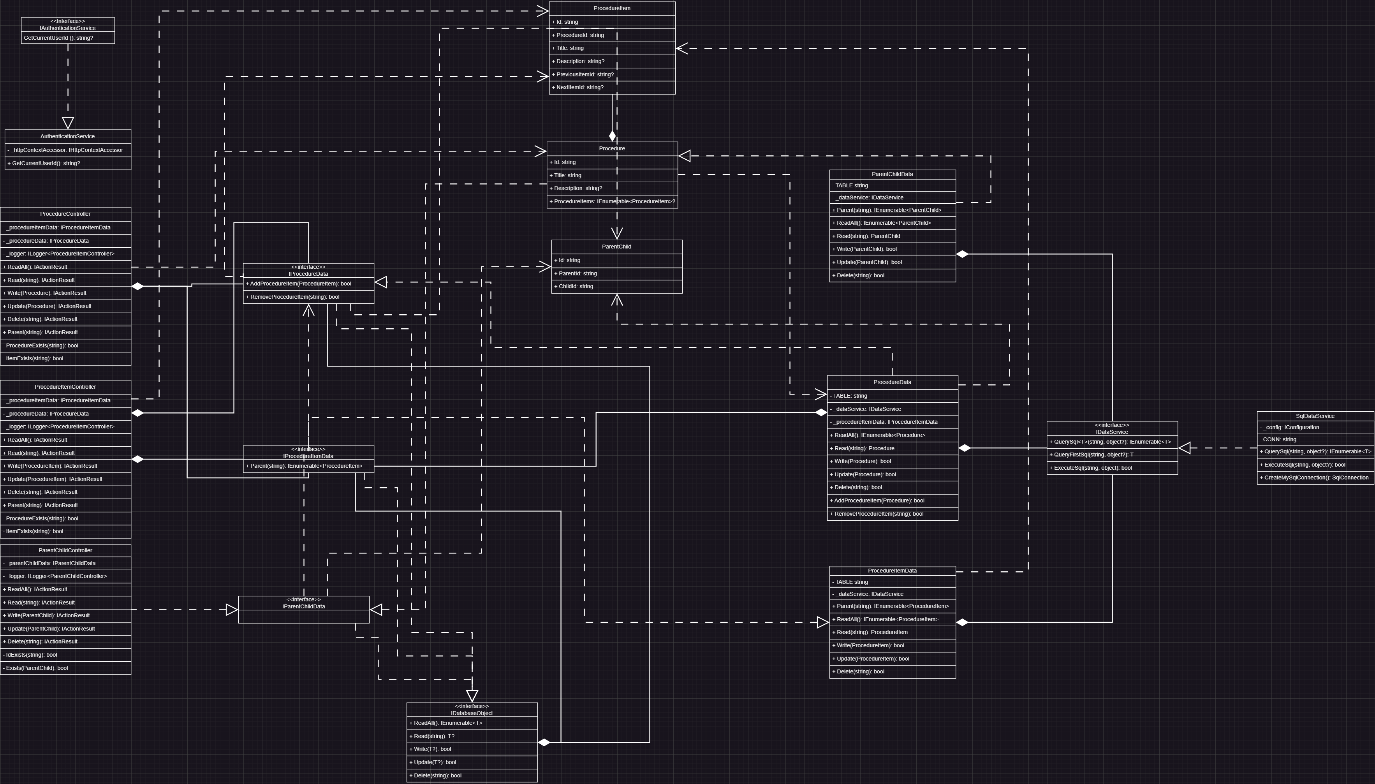 <<Interface>>
IAuthenticationService
GetCurrentUserId (): string?
AuthenticationService
- _httpContextAccessor: IHttpContextAccessor
+ GetCurrentUserId(): string?
ProcedureController
- _procedureItemData: IProcedureItemData
- _procedureData: IProcedureData
- _logger: ILogger<ProcedureItemController>
+ ReadAll(): IActionResult
+ Read(string): IActionResult
+ Write(Procedure): IActionResult
+ Update(Procedure): IActionResult
+ Delete(string): IActionResult
+ Parent(string): IActionResult
ProcedureExists(string): bool
ItemExists(string): bool
ProcedureItemController
- _procedureItemData: IProcedureItemData
- _procedureData: IProcedureData
- _logger: ILogger<ProcedureItemController>
+ ReadAll(): IActionResult
+ Read(string): IActionResult
+ Write(ProcedureItem): IActionResult
+ Update(ProcedureItem): IActionResult
+ Delete(string): IActionResult
+ Parent(string): IActionResult
ProcedureExists(string): bool
ItemExists(string): bool
ParentChildController
- _parentChildData: IParentChildData
- _logger: ILogger<ParentChildController>
+ ReadAll(): IActionResult
+ Read(string): IActionResult
+ Write(ParentChild): IActionResult
+ Update(ParentChild): IActionResult
+ Delete(string): IActionResult
- IdExists(string): bool
- Exists(ParentChild): bool
<<Interface>>
IProcedureData
+ AddProcedureItem(ProcedureItem): bool
+ RemoveProcedureItem(string): bool
<<Interface>>
IProcedureItemData
+ Parent(string): IEnumerable<ProcedureItem>
<<Interface>>
IParentChildData
<<Interface>>
IDatabaseObject
+ ReadAll(): IEnumerable<T>
+ Read(string): T?
+ Write(T?): bool
+ Update(T?): bool
+ Delete(string): bool
ProcedureItem
+ Id: string
+ ProcedureId: string
+ Title: string
+ Description: string?
+ PreviousItemId: string?
+ NextItemId: string?
Procedure
+ Id: string
+ Title: string
+ Description: string?
+ ProcedureItems: IEnumerable<ProcedureItem>?
ParentChild
+ Id: string
+ ParentId: string
+ ChildId: string
ParentChildData
- TABLE string
- _dataService: IDataService
+ Parent(string): IEnumerable<ParentChild>
+ ReadAll(): IEnumerable<ParentChild>
+ Read(string): ParentChild
+ Write(ParentChild): bool
+ Update(ParentChild): bool
+ Delete(string): bool
ProcedureData
- TABLE: string
- _dataService: IDataService
- _procedureItemData: IProcedureItemData
+ ReadAll(): IEnumerable<Procedure>
+ Read(string): Procedure
+ Write(Procedure): bool
+ Update(Procedure): bool
+ Delete(string): bool
+ AddProcedureItem(Procedure): bool
+ RemoveProcedureItem(string): bool
ProcedureItemData
- TABLE string
- _dataService: IDataService
+ Parent(string): IEnumerable<ProcedureItem>
+ ReadAll(): IEnumerable<ProcedureItem>
+ Read(string): ProcedureItem
+ Write(ProcedureItem): bool
+ Update(ProcedureItem): bool
+ Delete(string): bool
<<Interface>>
IDataService
+ QuerySql<T>(string, object?): IEnumerable<T>
+ QueryFirstSql(string, object?): T
+ ExecuteSql(string, object): bool
SqlDataService
- _config: IConfiguration
- CONN: string
+ QuerySql(string, object?): IEnumerable<T>
+ ExecuteSql(string, object?): bool
+ CreateMySqlConnection(): SqlConnection